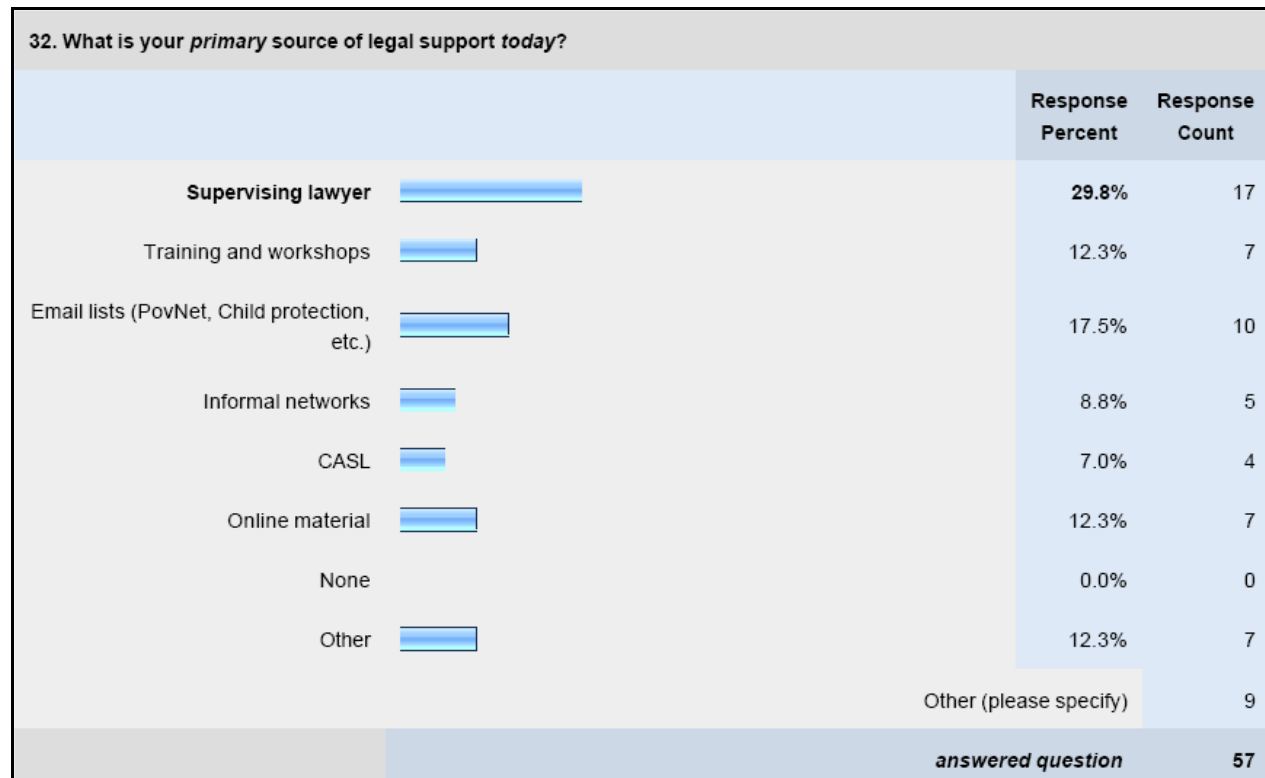 32. What is your primary source of legal support today?
Response Percent
Response Count
Supervising lawyer 29.8% 17
Training and workshops 12.3% 7
Email lists (PovNet, Child protection,
etc.) 17.5% 10
Informal networks 8.8% 5
CASL 7.0% 4
Online material 12.3% 7
None 0.0% 0
Other 12.3% 7
Other (please specify) 9
answered question 57